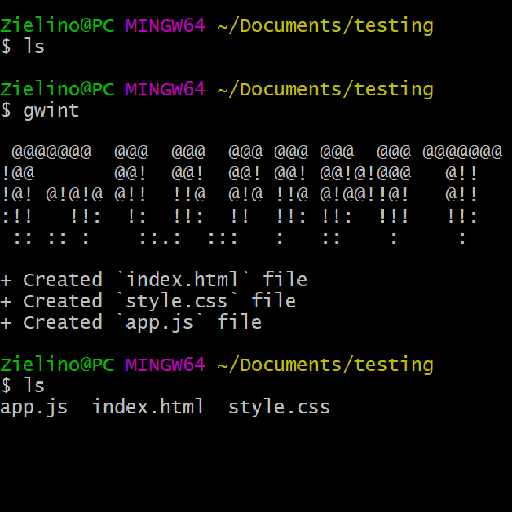 Zielino@PC MINGW64 ~/Documents/testing
$ ls
Zielino@PC MINGW64 ~/Documents/testing
$ gwint
 @@@@@@@  @@@  @@@  @@@ @@@ @@@  @@@ @@@@@@@
!@@       @@!  @@!  @@! @@! @@!@!@@@   @!!
!@! @!@!@ @!!  !!@  @!@ !!@ @!@@!!@!   @!!
:!!   !!:  !:  !!:  !!  !!: !!:  !!!   !!:
 :: :: :    ::.:  :::   :   ::    :     :
+ Created `index.html` file
+ Created `style.css` file
+ Created `app.js` file
Zielino@PC MINGW64 ~/Documents/testing
$ ls
app.js  index.html  style.css